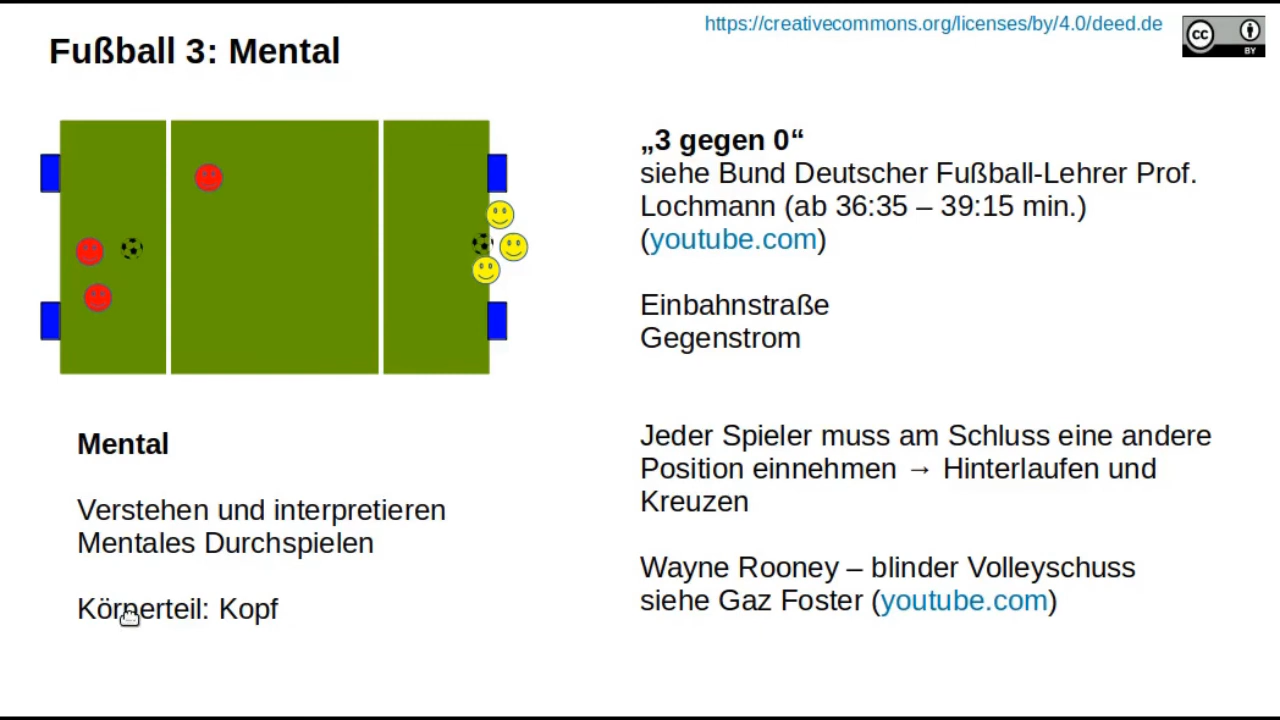 https://creativecommons.org/licenses/by/4.0/deed.de
cc
BY
Fußball 3: Mental
„3 gegen 0“
siehe Bund Deutscher Fußball-Lehrer Prof.
Lochmann (ab 36:35 – 39:15 min.)
(youtube.com)
Einbahnstraße
Gegenstrom
Mental
Verstehen und interpretieren
Mentales Durchspielen
Körperteil: Kopf
Jeder Spieler muss am Schluss eine andere
Position einnehmen → Hinterlaufen und
Kreuzen
Wayne Rooney – blinder Volleyschuss
siehe Gaz Foster (youtube.com)